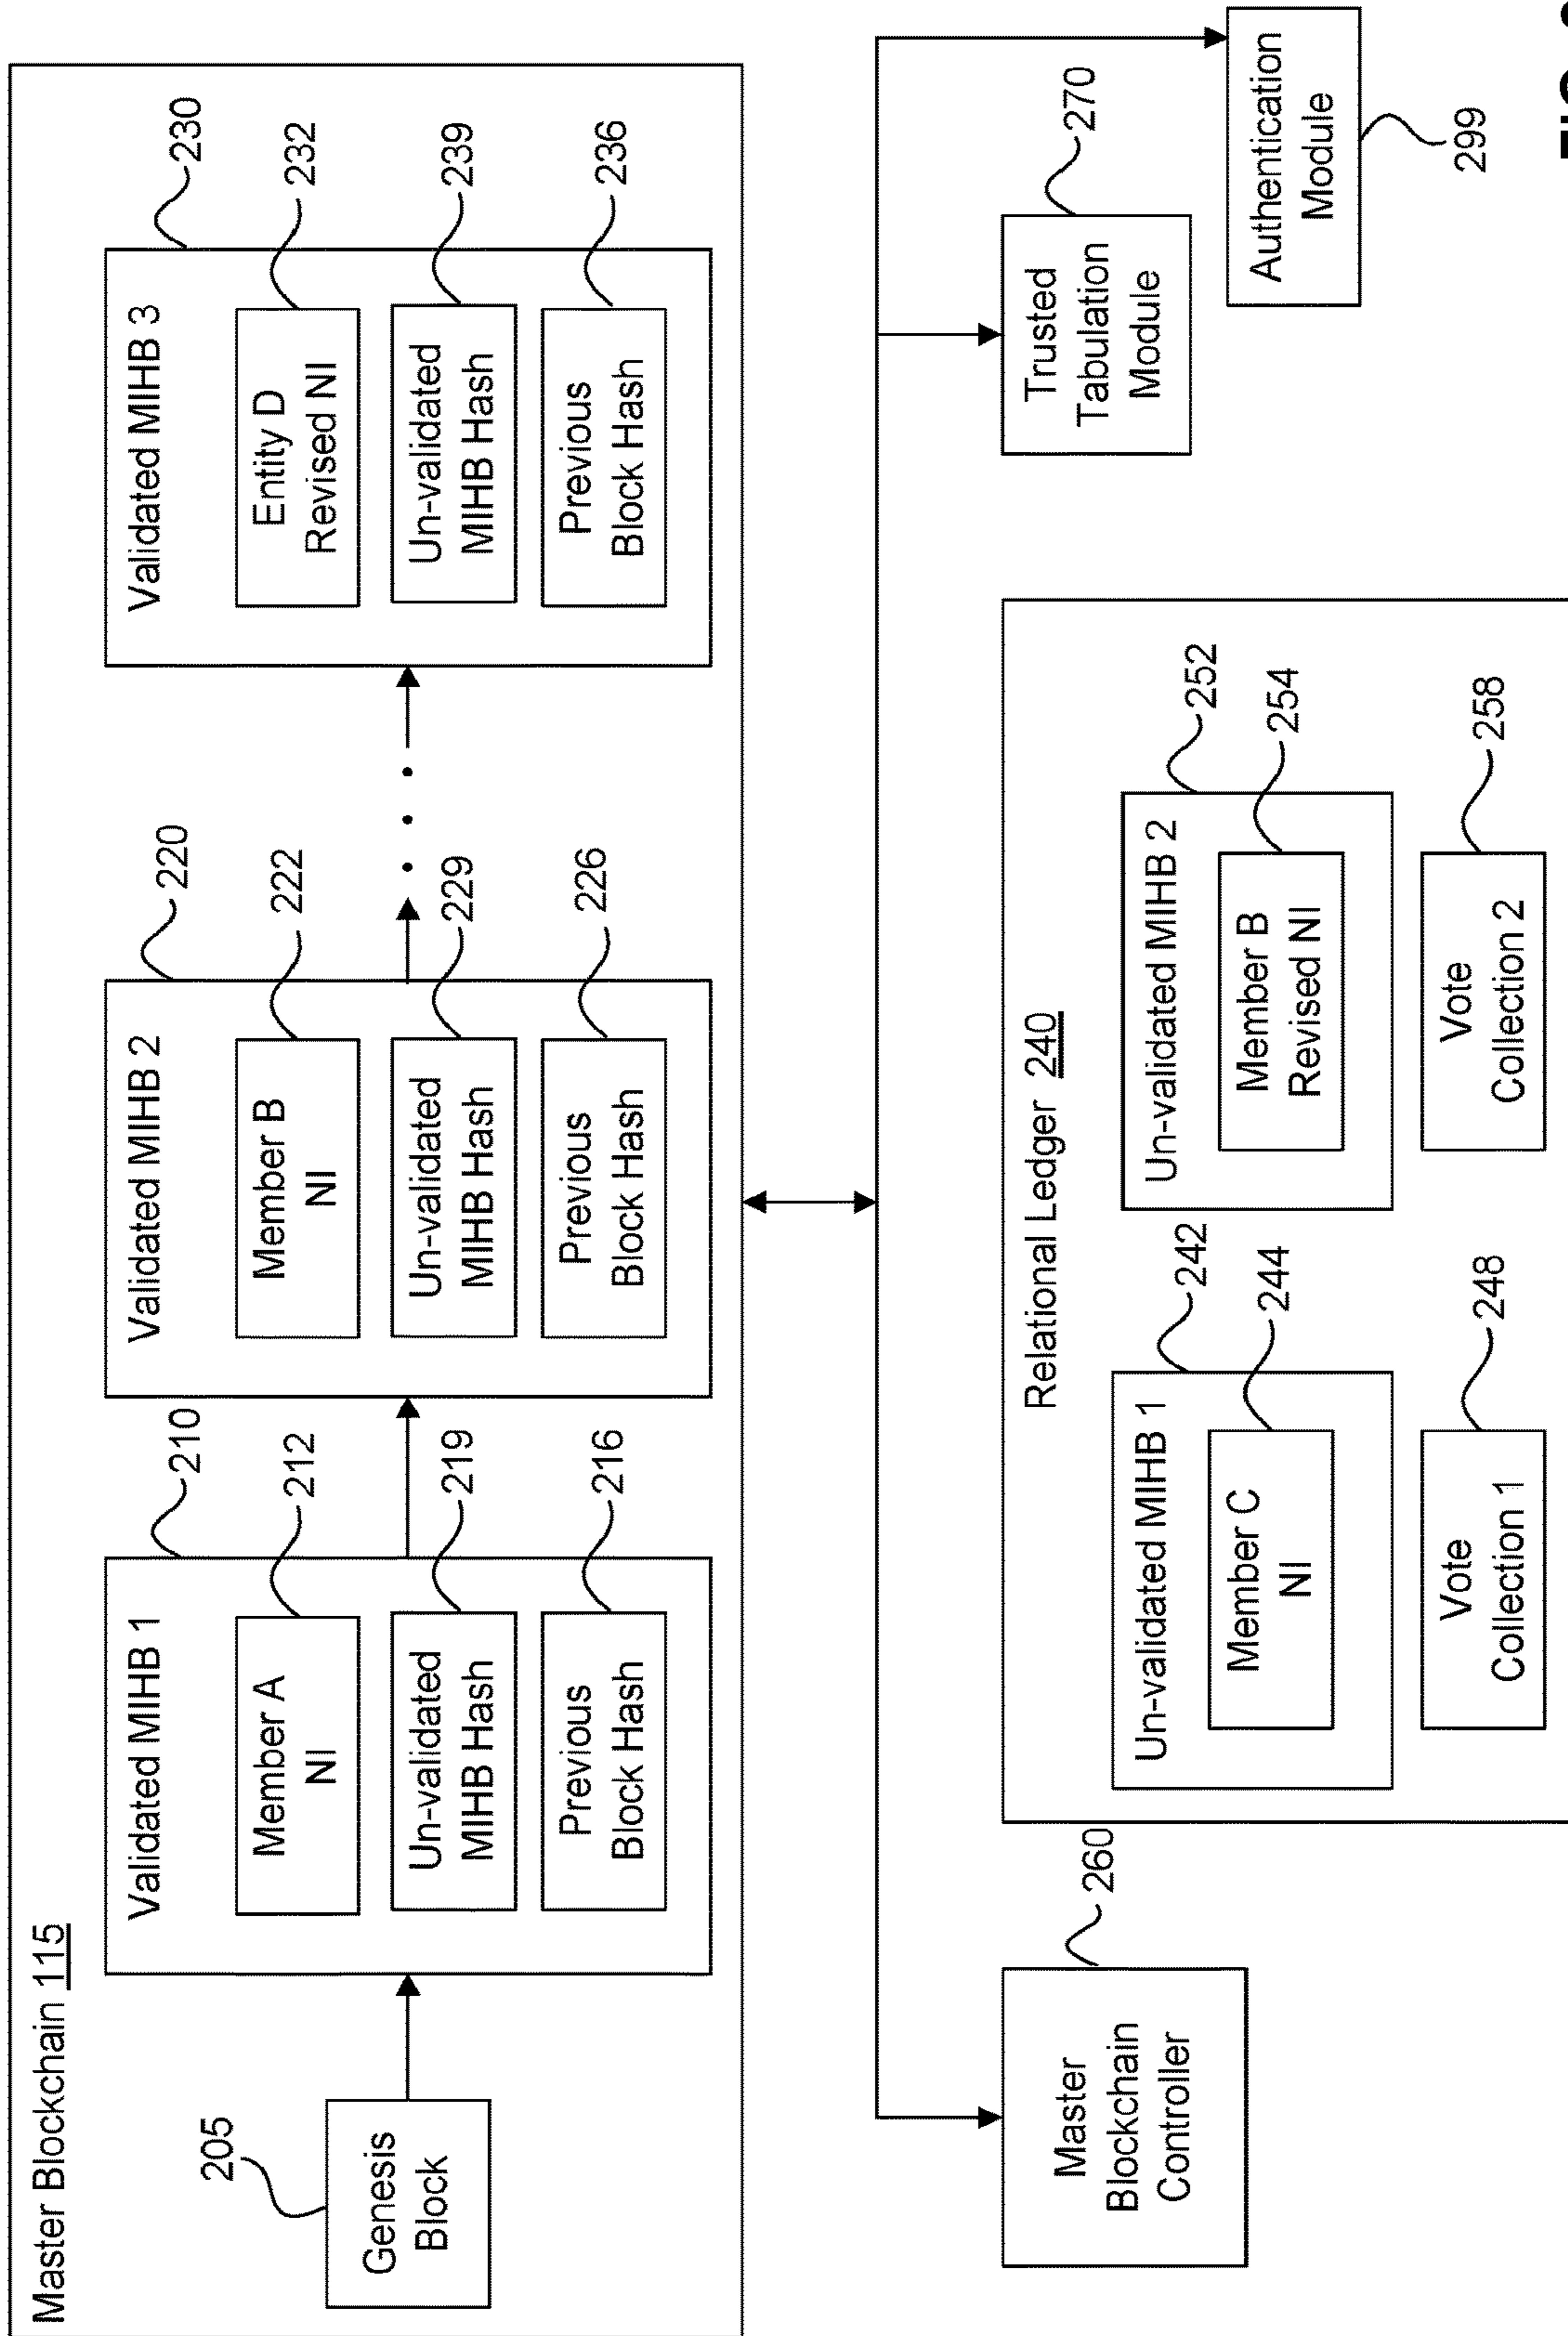 Master Blockchain 115
205
Genesis
Block
210
Validated MIHB 1
212
Member A
NI
219
Un-validated
MIHB Hash
216
Previous
Block Hash
220
Validated MIHB 2
222
Member B
NI
229
Un-validated
MIHB Hash
226
Previous
Block Hash
230
Validated MIHB 3
232
Entity D
Revised NI
239
Un-validated
MIHB Hash
236
Previous
Block Hash
260
Master
Blockchain
Controller
Relational Ledger 240
242
Un-validated MIHB 1
244
Member C
NI
248
Vote
Collection 1
252
Un-validated MIHB 2
254
Member B
Revised NI
258
Vote
Collection 2
270
Trusted
Tabulation
Module
Authentication
Module
299